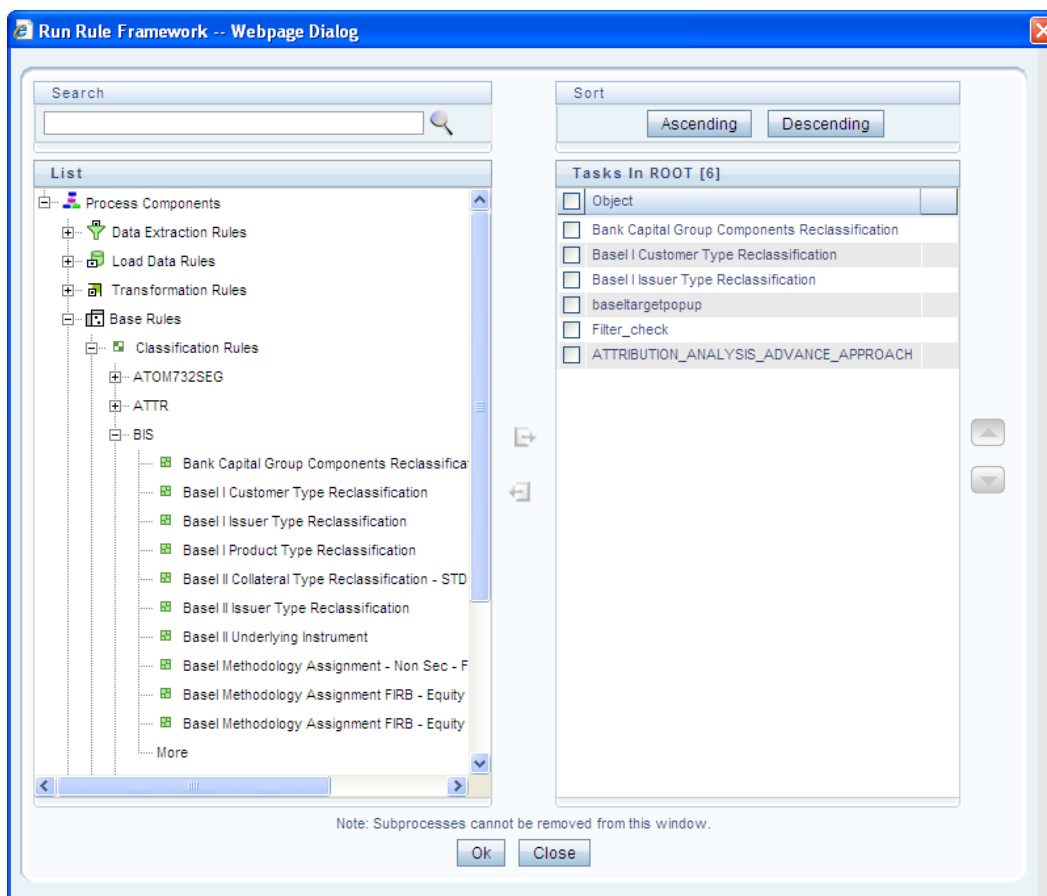 Run Rule Framework -- Webpage Dialog
Search
Sort
Ascending
Descending
List
Process Components
Data Extraction Rules
Load Data Rules
Transformation Rules
Base Rules
Classification Rules
ATOM732SEG
ATTR
BIS
Bank Capital Group Components Reclassifica
Basel I Customer Type Reclassification
Basel I Issuer Type Reclassification
Basel I Product Type Reclassification
Basel II Collateral Type Reclassification - STD
Basel II Issuer Type Reclassification
Basel II Underlying Instrument
Basel Methodology Assignment - Non Sec - F
Basel Methodology Assignment FIRB - Equity
Basel Methodology Assignment FIRB - Equity
More
Tasks In ROOT [6]
Object
Bank Capital Group Components Reclassification
Basel I Customer Type Reclassification
Basel I Issuer Type Reclassification
baseltargetpopup
Filter_check
ATTRIBUTION_ANALYSIS_ADVANCE_APPROACH
Note: Subprocesses cannot be removed from this window.
Ok
Close